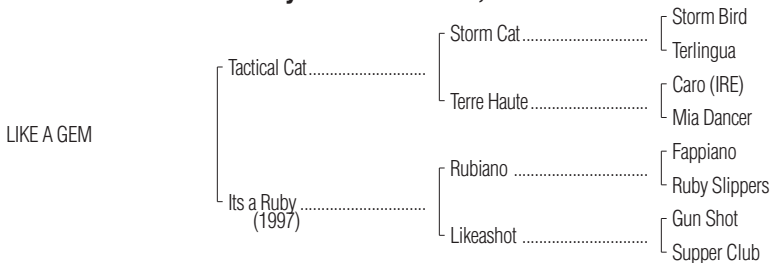 Storm Bird
Storm Cat
Terlingua
Tactical Cat
Caro (IRE)
Terre Haute
Mia Dancer
LIKE A GEM
Fappiano
Rubiano
Ruby Slippers
Its a Ruby
(1997)
Gun Shot
Likeashot
Supper Club